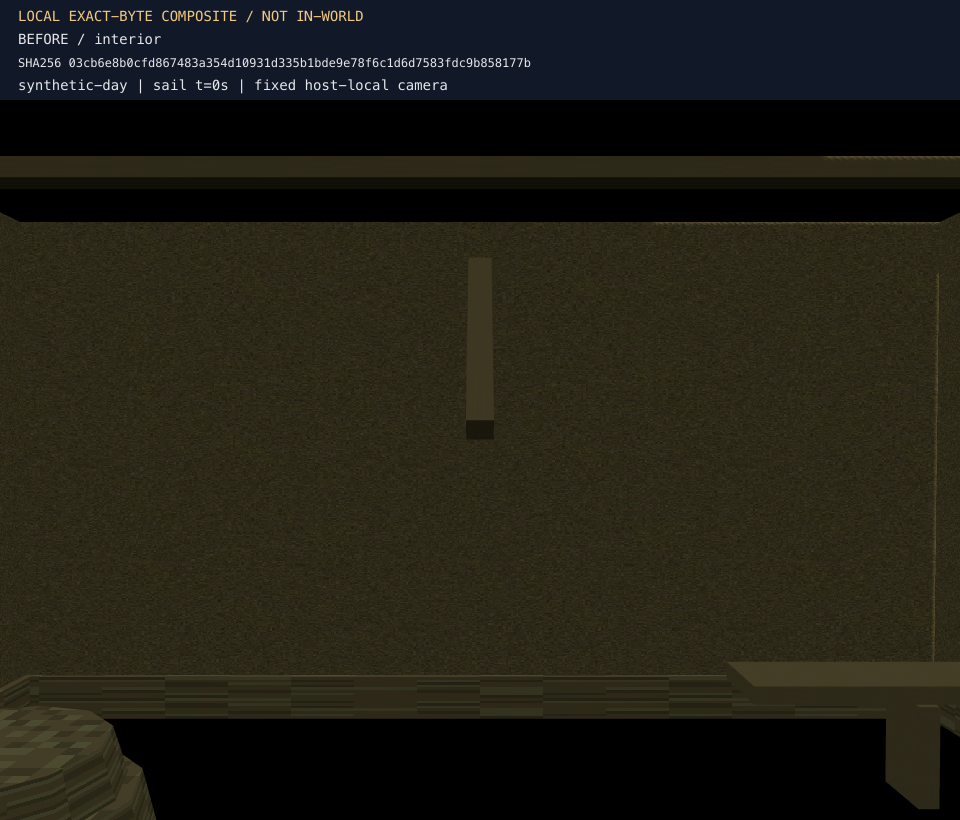 LOCAL EXACT-BYTE COMPOSITE / NOT IN-WORLD
BEFORE / interior
SHA256 03cb6e8b0cfd867483a354d10931d335b1bde9e78f6c1d6d7583fdc9b858177b
synthetic-day | sail t=0s | fixed host-local camera